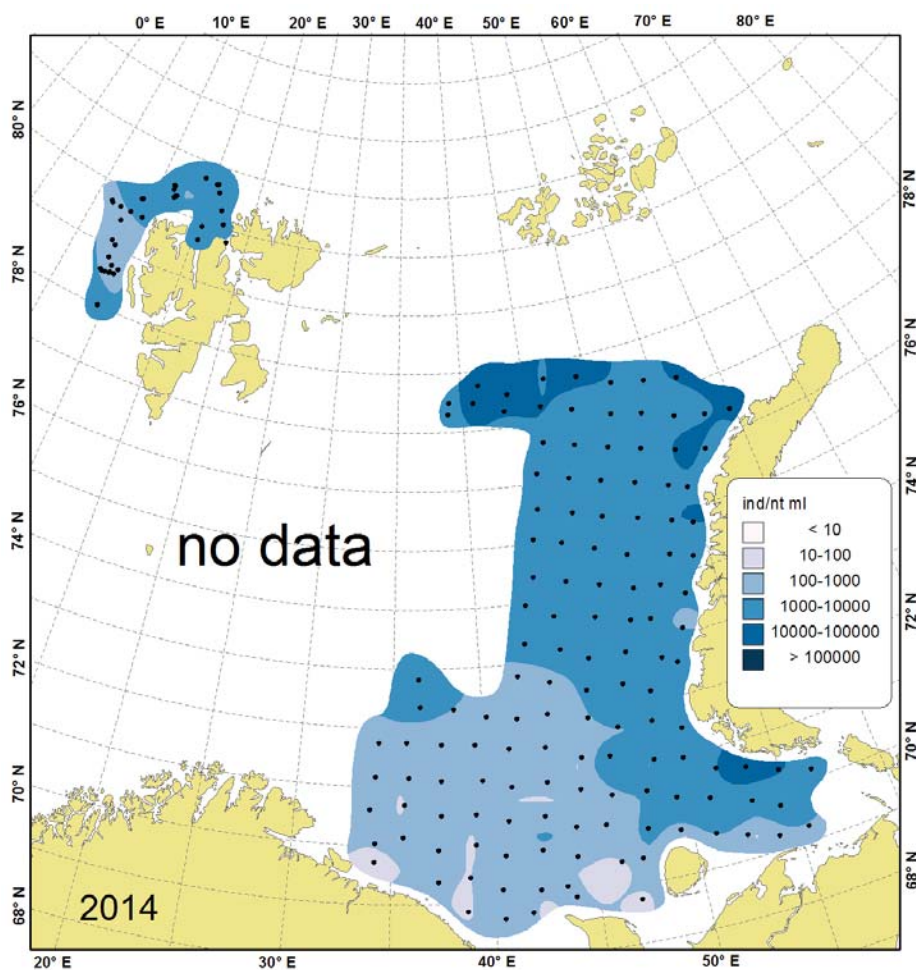 0° E 10° E 20° E 30° E 40° E 50° E 60° E 70° E 80° E
80° N
78° N
76° N
74° N
72° N
70° N
68° N
78° N
76° N
74° N
72° N
70° N
68° N
no data
ind/nt ml
< 10
10-100
100-1000
1000-10000
10000-100000
> 100000
2014
20° E 30° E 40° E 50° E